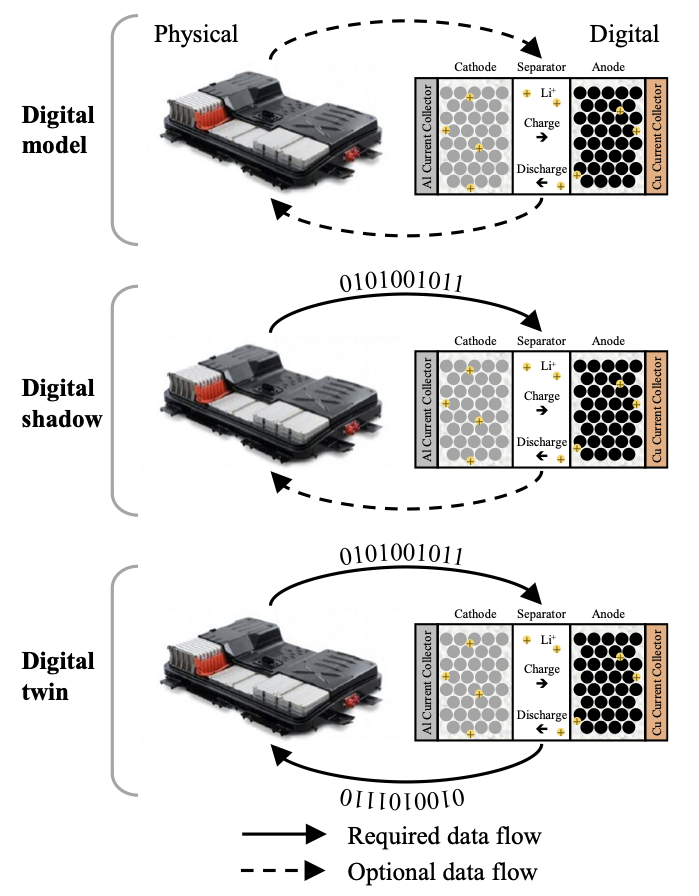 Physical
Digital
Digital
model
Cathode
Separator
Anode
Al Current Collector
Li⁺
Charge
Discharge
Cu Current Collector
Digital
shadow
0101001011
Cathode
Separator
Anode
Al Current Collector
Li⁺
Charge
Discharge
Cu Current Collector
Digital
twin
0101001011
Cathode
Separator
Anode
Al Current Collector
Li⁺
Charge
Discharge
Cu Current Collector
0100101110
Required data flow
Optional data flow